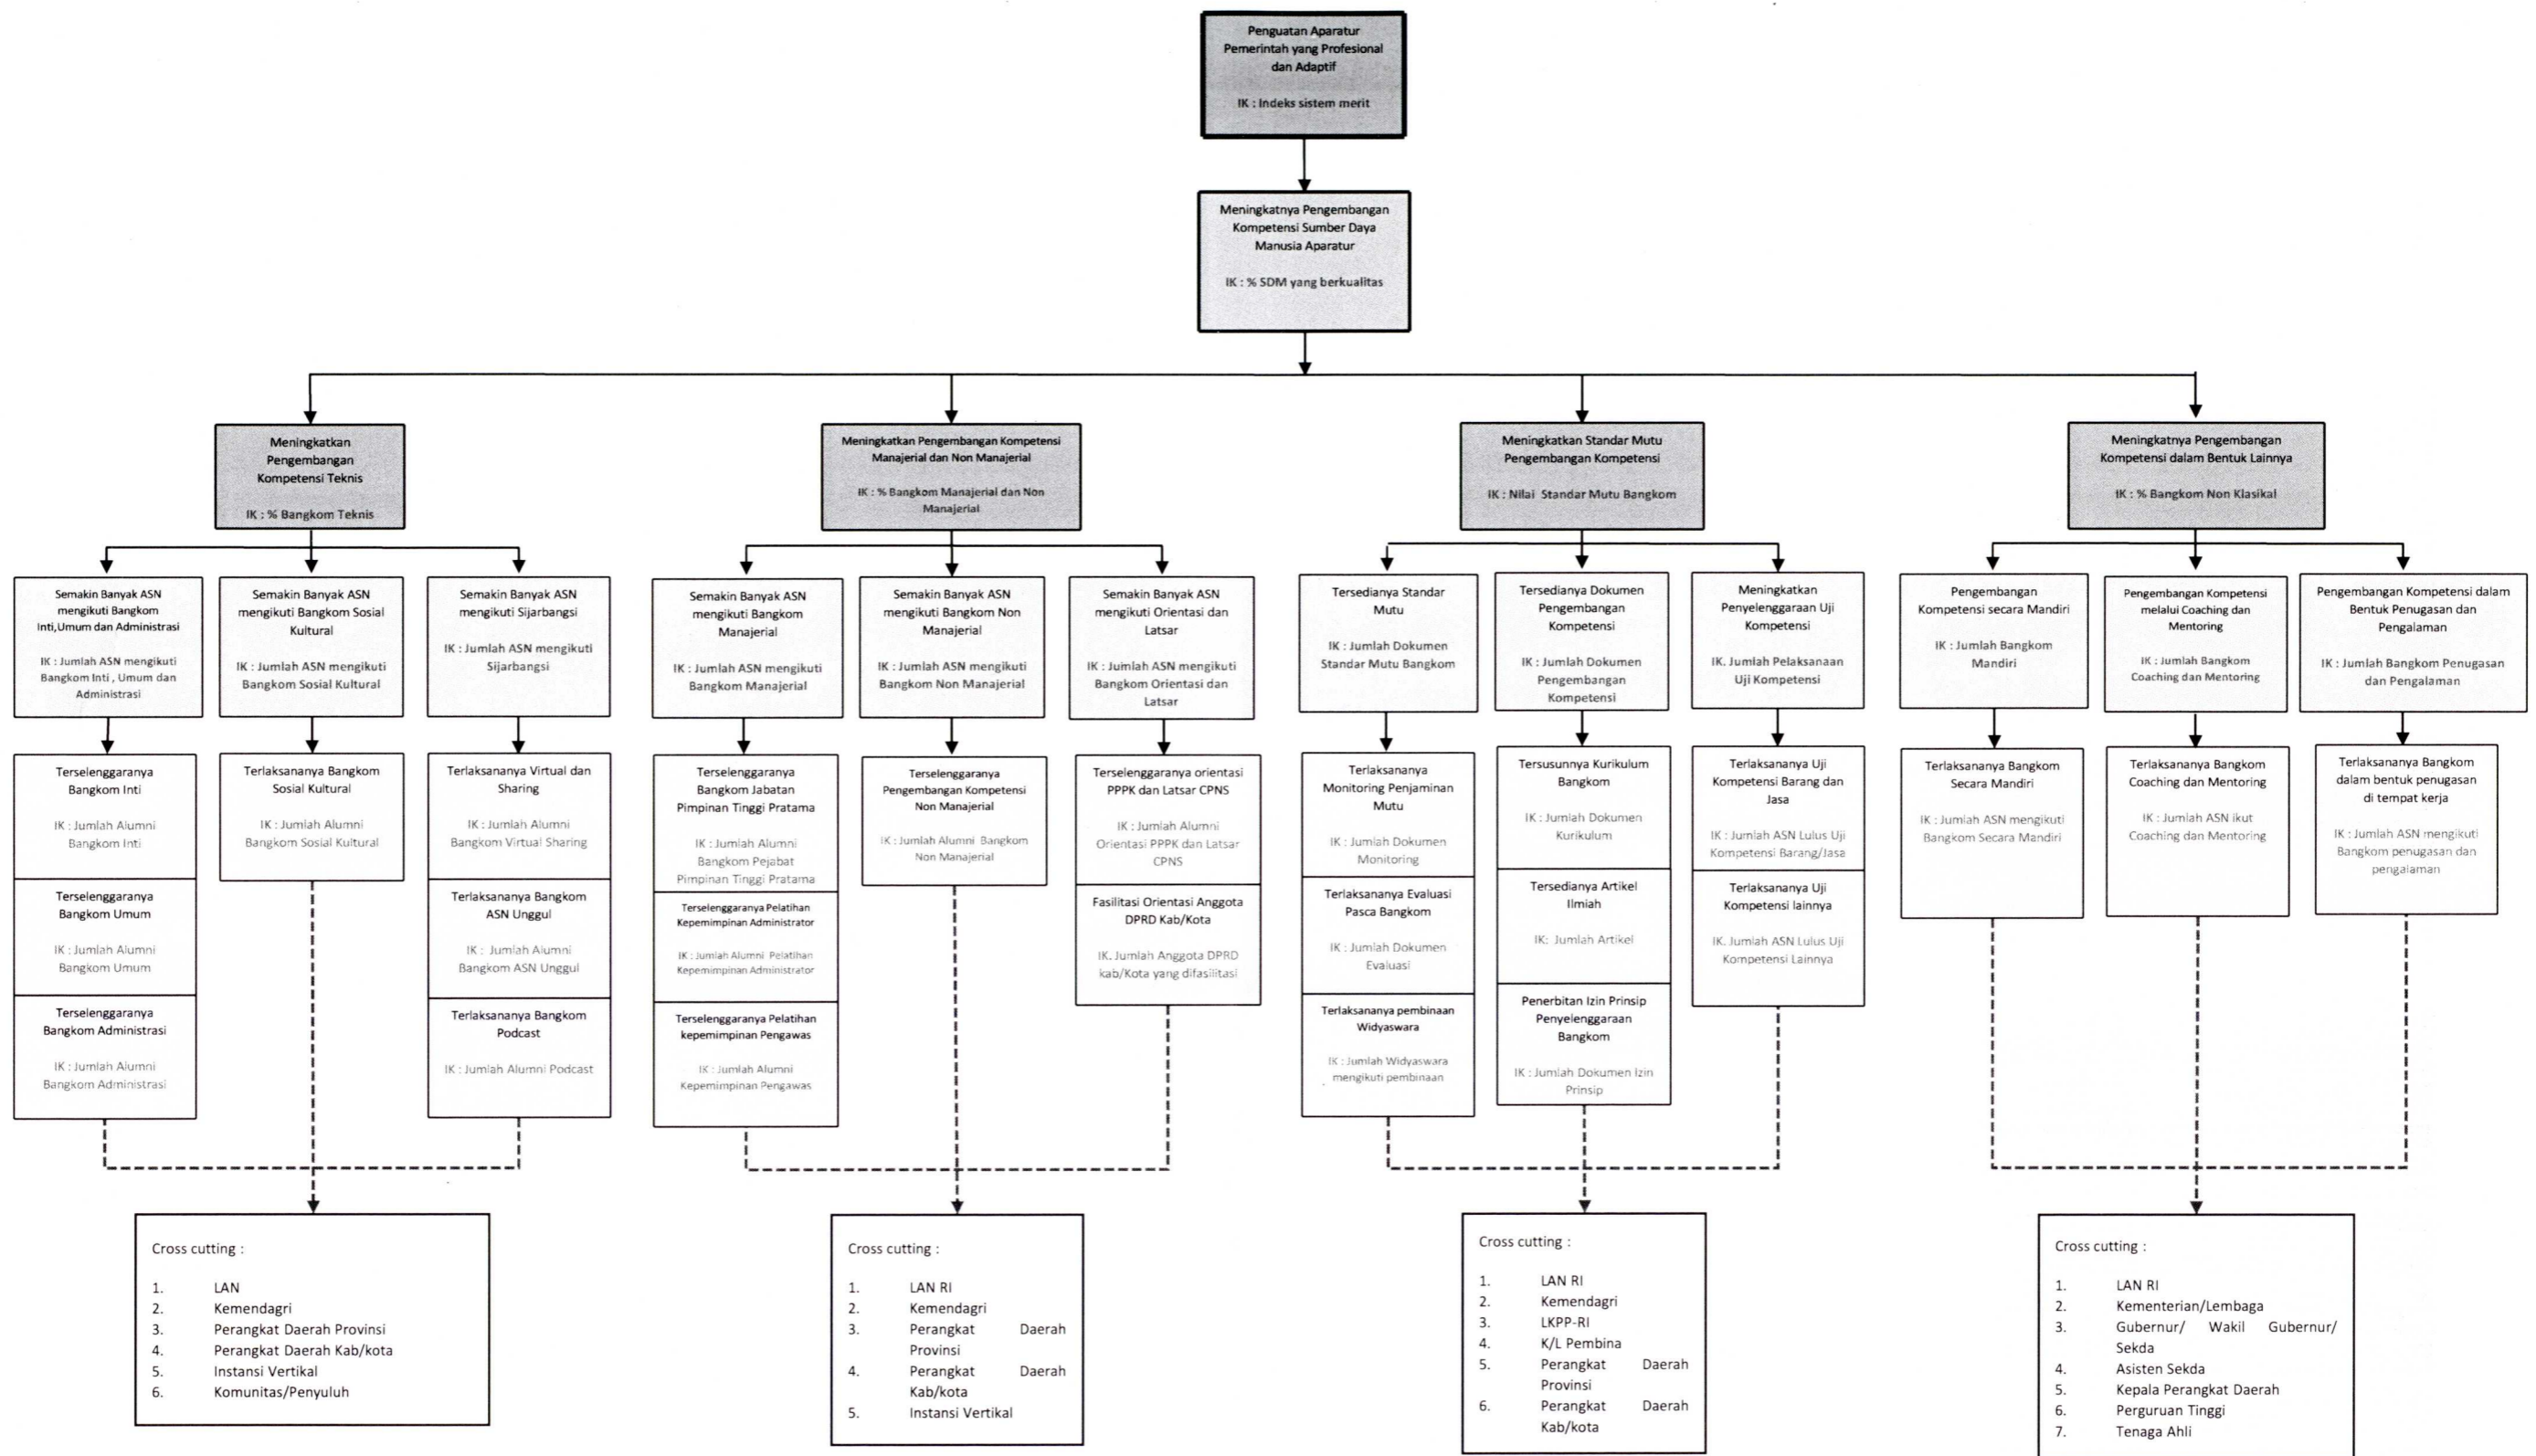 Penguatan Aparatur
Pemerintah yang Profesional
dan Adaptif
IK : Indeks sistem merit
Meningkatnya Pengembangan
Kompetensi Sumber Daya
Manusia Aparatur
IK : % SDM yang berkualitas
Meningkatkan
Pengembangan
Kompetensi Teknis
IK : % Bangkom Teknis
Meningkatkan Pengembangan Kompetensi
Manajerial dan Non Manajerial
IK : % Bangkom Manajerial dan Non
Manajerial
Meningkatkan Standar Mutu
Pengembangan Kompetensi
IK : Nilai Standar Mutu Bangkom
Meningkatnya Pengembangan
Kompetensi dalam Bentuk Lainnya
IK : % Bangkom Non Klasikal
Semakin Banyak ASN
mengikuti Bangkom
Inti,Umum dan Administrasi
IK : Jumlah ASN mengikuti
Bangkom Inti , Umum dan
Administrasi
Semakin Banyak ASN
mengikuti Bangkom Sosial
Kultural
IK : Jumlah ASN mengikuti
Bangkom Sosial Kultural
Semakin Banyak ASN
mengikuti Sijarbangsi
IK : Jumlah ASN mengikuti
Sijarbangsi
Semakin Banyak ASN
mengikuti Bangkom
Manajerial
IK : Jumlah ASN mengikuti
Bangkom Manajerial
Semakin Banyak ASN
mengikuti Bangkom Non
Manajerial
IK : Jumlah ASN mengikuti
Bangkom Non Manajerial
Semakin Banyak ASN
mengikuti Orientasi dan
Latsar
IK : Jumlah ASN mengikuti
Bangkom Orientasi dan
Latsar
Tersedianya Standar
Mutu
IK : Jumlah Dokumen
Standar Mutu Bangkom
Tersedianya Dokumen
Pengembangan
Kompetensi
IK : Jumlah Dokumen
Pengembangan
Kompetensi
Meningkatkan
Penyelenggaraan Uji
Kompetensi
IK. Jumlah Pelaksanaan
Uji Kompetensi
Pengembangan
Kompetensi secara Mandiri
IK : Jumlah Bangkom
Mandiri
Pengembangan Kompetensi
melalui Coaching dan
Mentoring
IK : Jumlah Bangkom
Coaching dan Mentoring
Pengembangan Kompetensi dalam
Bentuk Penugasan dan
Pengalaman
IK : Jumlah Bangkom Penugasan
dan Pengalaman
Terselenggaranya
Bangkom Inti
IK : Jumlah Alumni
Bangkom Inti
Terselenggaranya
Bangkom Umum
IK : Jumlah Alumni
Bangkom Umum
Terselenggaranya
Bangkom Administrasi
IK : Jumlah Alumni
Bangkom Administrasi
Terlaksananya Bangkom
Sosial Kultural
IK : Jumlah Alumni
Bangkom Sosial Kultural
Terlaksananya Virtual dan
Sharing
IK : Jumlah Alumni
Bangkom Virtual Sharing
Terlaksananya Bangkom
ASN Unggul
IK : Jumlah Alumni
Bangkom ASN Unggul
Terlaksananya Bangkom
Podcast
IK : Jumlah Alumni Podcast
Terselenggaranya
Bangkom Jabatan
Pimpinan Tinggi Pratama
IK : Jumlah Alumni
Bangkom Pejabat
Pimpinan Tinggi Pratama
Terselenggaranya Pelatihan
Kepemimpinan Administrator
IK : Jumlah Alumni Pelatihan
Kepemimpinan Administrator
Terselenggaranya Pelatihan
kepemimpinan Pengawas
IK : Jumlah Alumni
Kepemimpinan Pengawas
Terselenggaranya
Pengembangan Kompetensi
Non Manajerial
IK : Jumlah Alumni Bangkom
Non Manajerial
Terselenggaranya orientasi
PPPK dan Latsar CPNS
IK : Jumlah Alumni
Orientasi PPPK dan Latsar
CPNS
Fasilitasi Orientasi Anggota
DPRD Kab/Kota
IK. Jumlah Anggota DPRD
kab/Kota yang difasilitasi
Terlaksananya
Monitoring Penjaminan
Mutu
IK : Jumlah Dokumen
Monitoring
Terlaksananya Evaluasi
Pasca Bangkom
IK : Jumlah Dokumen
Evaluasi
Terlaksananya pembinaan
Widyaswara
IK : Jumlah Widyaswara
mengikuti pembinaan
Tersusunnya Kurikulum
Bangkom
IK : Jumlah Dokumen
Kurikulum
Tersedianya Artikel
Ilmiah
IK: Jumlah Artikel
Penerbitan Izin Prinsip
Penyelenggaraan
Bangkom
IK : Jumlah Dokumen Izin
Prinsip
Terlaksananya Uji
Kompetensi Barang dan
Jasa
IK : Jumlah ASN Lulus Uji
Kompetensi Barang/Jasa
Terlaksananya Uji
Kompetensi lainnya
IK. Jumlah ASN Lulus Uji
Kompetensi Lainnya
Terlaksananya Bangkom
Secara Mandiri
IK : Jumlah ASN mengikuti
Bangkom Secara Mandiri
Terlaksananya Bangkom
Coaching dan Mentoring
IK : Jumlah ASN ikut
Coaching dan Mentoring
Terlaksananya Bangkom
dalam bentuk penugasan
di tempat kerja
IK : Jumlah ASN mengikuti
Bangkom penugasan dan
pengalaman
Cross cutting :
1. LAN
2. Kemendagri
3. Perangkat Daerah Provinsi
4. Perangkat Daerah Kab/kota
5. Instansi Vertikal
6. Komunitas/Penyuluh
Cross cutting :
1. LAN RI
2. Kemendagri
3. Perangkat Daerah
Provinsi
4. Perangkat Daerah
Kab/kota
5. Instansi Vertikal
Cross cutting :
1. LAN RI
2. Kemendagri
3. LKPP-RI
4. K/L Pembina
5. Perangkat Daerah
Provinsi
6. Perangkat Daerah
Kab/kota
Cross cutting :
1. LAN RI
2. Kementerian/Lembaga
3. Gubernur/ Wakil Gubernur/
Sekda
4. Asisten Sekda
5. Kepala Perangkat Daerah
6. Perguruan Tinggi
7. Tenaga Ahli